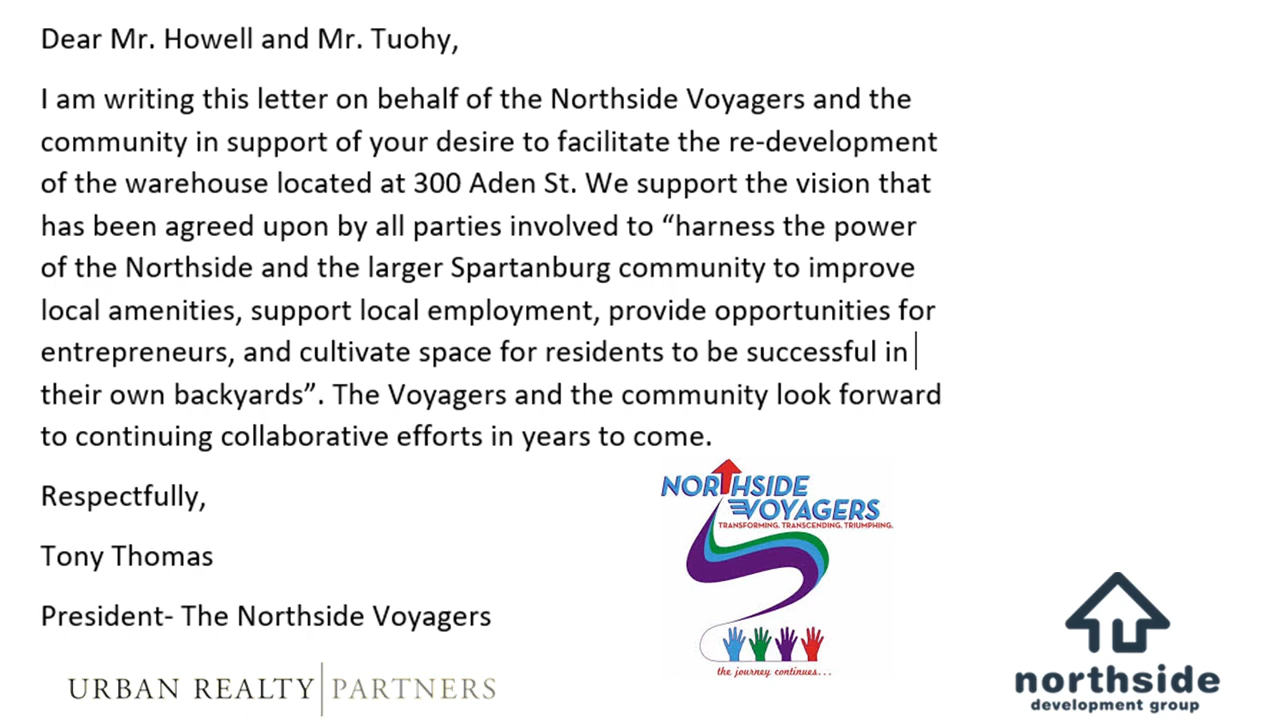 Dear Mr. Howell and Mr. Tuohy,
I am writing this letter on behalf of the Northside Voyagers and the
community in support of your desire to facilitate the re-development
of the warehouse located at 300 Aden St. We support the vision that
has been agreed upon by all parties involved to “harness the power
of the Northside and the larger Spartanburg community to improve
local amenities, support local employment, provide opportunities for
entrepreneurs, and cultivate space for residents to be successful in
their own backyards”. The Voyagers and the community look forward
to continuing collaborative efforts in years to come.
Respectfully,
Tony Thomas
President- The Northside Voyagers
NORTHSIDE
VOYAGERS
TRANSFORMING. TRANSCENDING. TRIUMPHING.
the journey continues...
URBAN REALTY PARTNERS
northside
development group